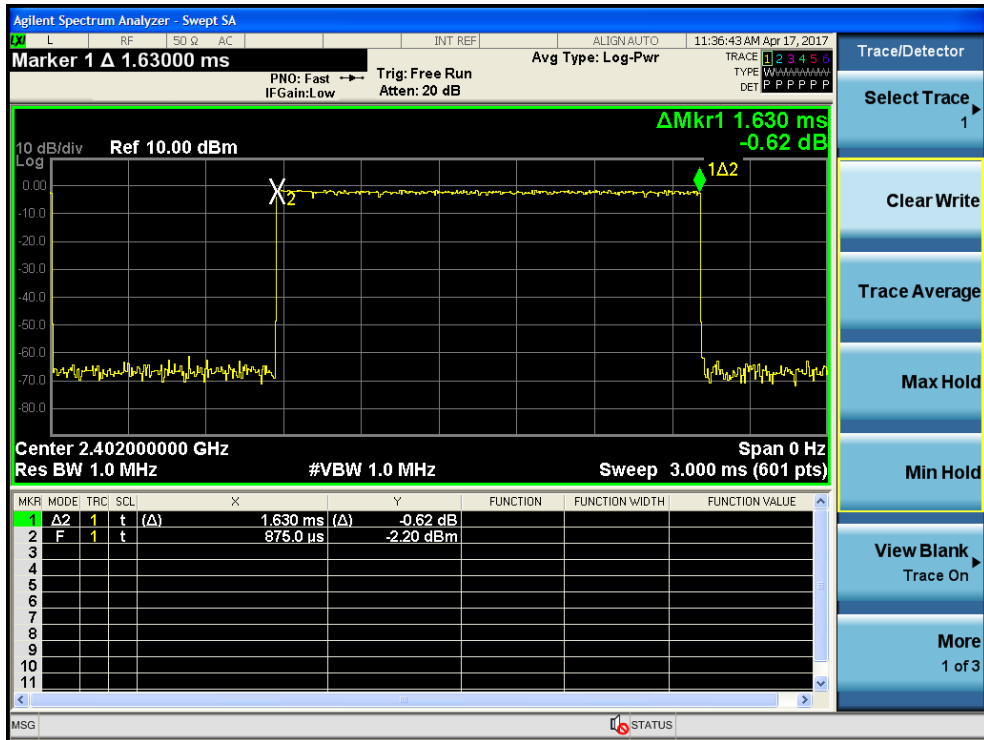 Agilent Spectrum Analyzer - Swept SA
LXI L RF 50 Ω AC INT REF ALIGN AUTO 11:36:43 AM Apr 17, 2017
Marker 1 Δ 1.63000 ms
PNO: Fast
IFGain:Low
Trig: Free Run
Atten: 20 dB
Avg Type: Log-Pwr
TRACE 1 2 3 4 5 6
TYPE W
DET P P P P P P
ΔMkr1 1.630 ms
-0.62 dB
10 dB/div Ref 10.00 dBm
Log
0.00
-10.0
-20.0
-30.0
-40.0
-50.0
-60.0
-70.0
-80.0
X2
1Δ2
Center 2.402000000 GHz Span 0 Hz
Res BW 1.0 MHz #VBW 1.0 MHz Sweep 3.000 ms (601 pts)
MKR MODE TRC SCL X Y FUNCTION FUNCTION WIDTH FUNCTION VALUE
1 Δ2 1 t (Δ) 1.630 ms (Δ) -0.62 dB
2 F 1 t 875.0 µs -2.20 dBm
3
4
5
6
7
8
9
10
11
MSG STATUS
Trace/Detector
Select Trace
1
Clear Write
Trace Average
Max Hold
Min Hold
View Blank
Trace On
More
1 of 3